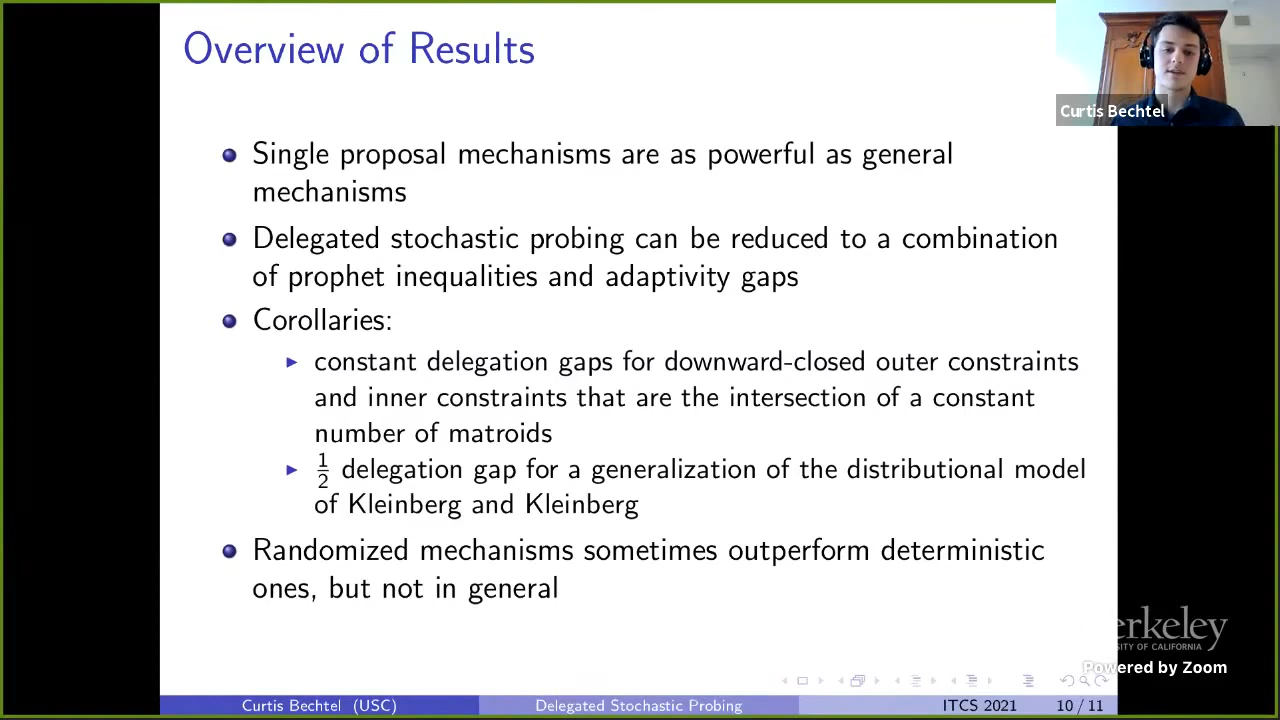 Overview of Results
Curtis Bechtel
Single proposal mechanisms are as powerful as general
mechanisms
Delegated stochastic probing can be reduced to a combination
of prophet inequalities and adaptivity gaps
Corollaries:
constant delegation gaps for downward-closed outer constraints
and inner constraints that are the intersection of a constant
number of matroids
1/2 delegation gap for a generalization of the distributional model
of Kleinberg and Kleinberg
Randomized mechanisms sometimes outperform deterministic
ones, but not in general
erkeley
SITY OF CALIFORNIA
Powered by Zoom
Curtis Bechtel (USC) Delegated Stochastic Probing ITCS 2021 10 / 11